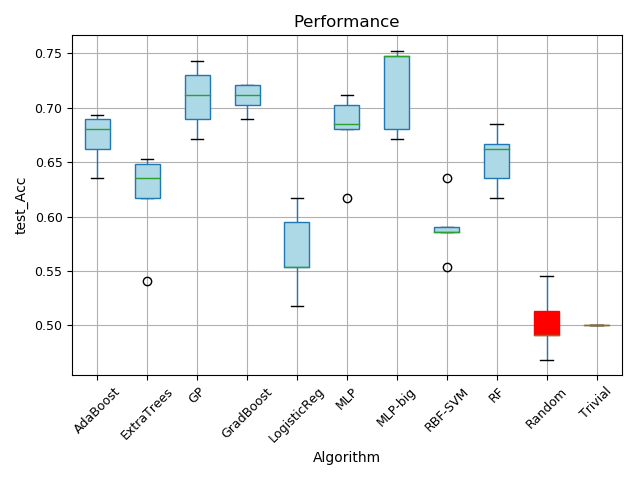 Performance
test_Acc
0.75
0.70
0.65
0.60
0.55
0.50
AdaBoost
ExtraTrees
GP
GradBoost
LogisticReg
MLP
MLP-big
RBF-SVM
RF
Random
Trivial
Algorithm